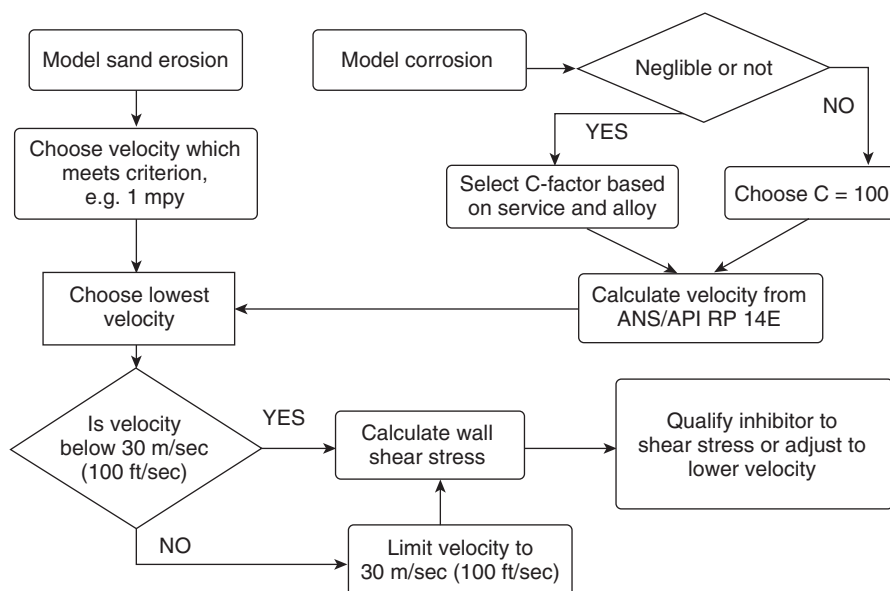 Model sand erosion
Model corrosion
Neglible or not
NO
YES
Choose velocity which
meets criterion,
e.g. 1 mpy
Select C-factor based
on service and alloy
Choose C = 100
Choose lowest
velocity
Calculate velocity from
ANS/API RP 14E
Is velocity
below 30 m/sec
(100 ft/sec)
YES
Calculate wall
shear stress
Qualify inhibitor to
shear stress or adjust to
lower velocity
NO
Limit velocity to
30 m/sec (100 ft/sec)